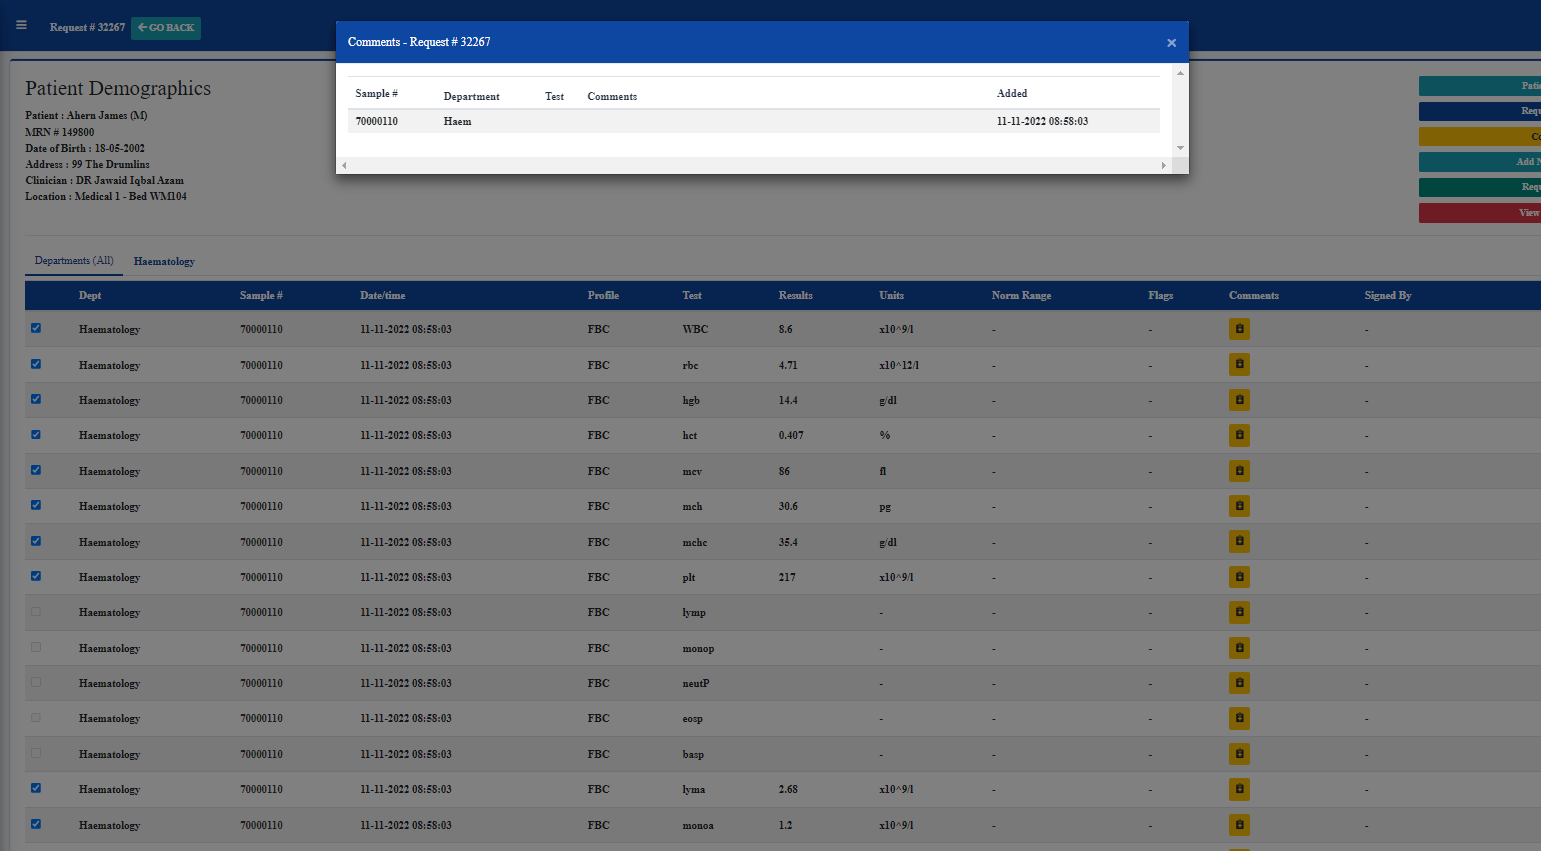 Request # 32267 GO BACK
Comments - Request # 32267 ×
Sample # Department Test Comments Added
70000110 Haem 11-11-2022 08:58:03
Patient Demographics
Patient : Ahern James (M)
MRN # 149800
Date of Birth : 18-05-2002
Address : 99 The Drumlins
Clinician : DR Jawaid Iqbal Azam
Location : Medical 1 - Bed WM104
Add
View
Departments (All) Haematology
Dept Sample # Date/time Profile Test Results Units Norm Range Flags Comments Signed By
Haematology 70000110 11-11-2022 08:58:03 FBC WBC 8.6 x10^9/l - - -
Haematology 70000110 11-11-2022 08:58:03 FBC rbc 4.71 x10^12/l - - -
Haematology 70000110 11-11-2022 08:58:03 FBC hgb 14.4 g/dl - - -
Haematology 70000110 11-11-2022 08:58:03 FBC hct 0.407 % - - -
Haematology 70000110 11-11-2022 08:58:03 FBC mcv 86 fl - - -
Haematology 70000110 11-11-2022 08:58:03 FBC mch 30.6 pg - - -
Haematology 70000110 11-11-2022 08:58:03 FBC mchc 35.4 g/dl - - -
Haematology 70000110 11-11-2022 08:58:03 FBC plt 217 x10^9/l - - -
Haematology 70000110 11-11-2022 08:58:03 FBC lymp - - -
Haematology 70000110 11-11-2022 08:58:03 FBC monop - - -
Haematology 70000110 11-11-2022 08:58:03 FBC neutP - - -
Haematology 70000110 11-11-2022 08:58:03 FBC eosp - - -
Haematology 70000110 11-11-2022 08:58:03 FBC basp - - -
Haematology 70000110 11-11-2022 08:58:03 FBC lyma 2.68 x10^9/l - - -
Haematology 70000110 11-11-2022 08:58:03 FBC monoa 1.2 x10^9/l - - -